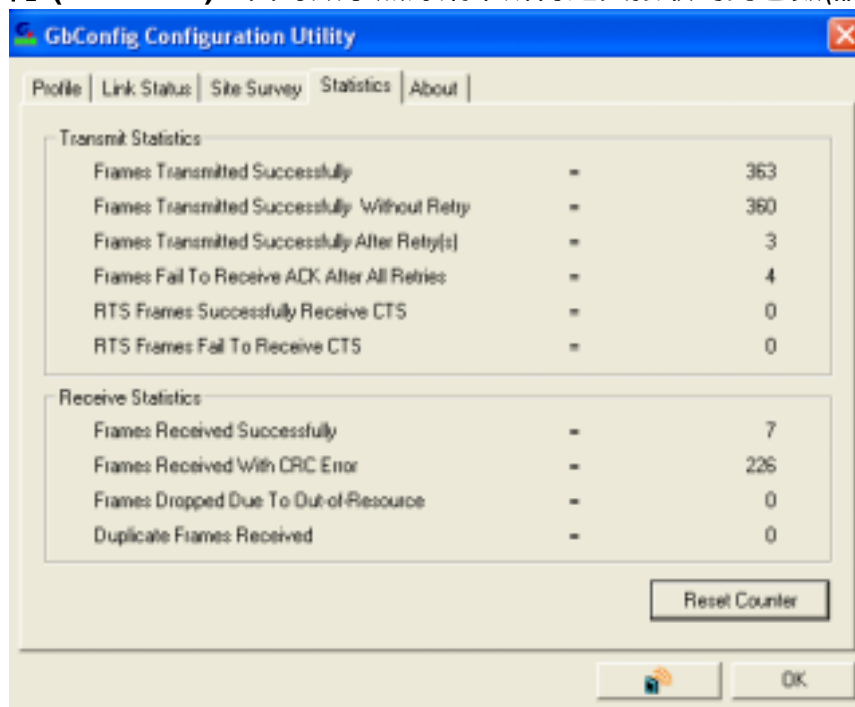 GbConfig Configuration Utility
Profile Link Status Site Survey Statistics About
Transmit Statistics
Frames Transmitted Successfully = 363
Frames Transmitted Successfully Without Retry = 360
Frames Transmitted Successfully After Retry(s) = 3
Frames Fail To Receive ACK After All Retries = 4
RTS Frames Successfully Receive CTS = 0
RTS Frames Fail To Receive CTS = 0
Receive Statistics
Frames Received Successfully = 7
Frames Received With CRC Error = 226
Frames Dropped Due To Out-of-Resource = 0
Duplicate Frames Received = 0
Reset Counter
OK